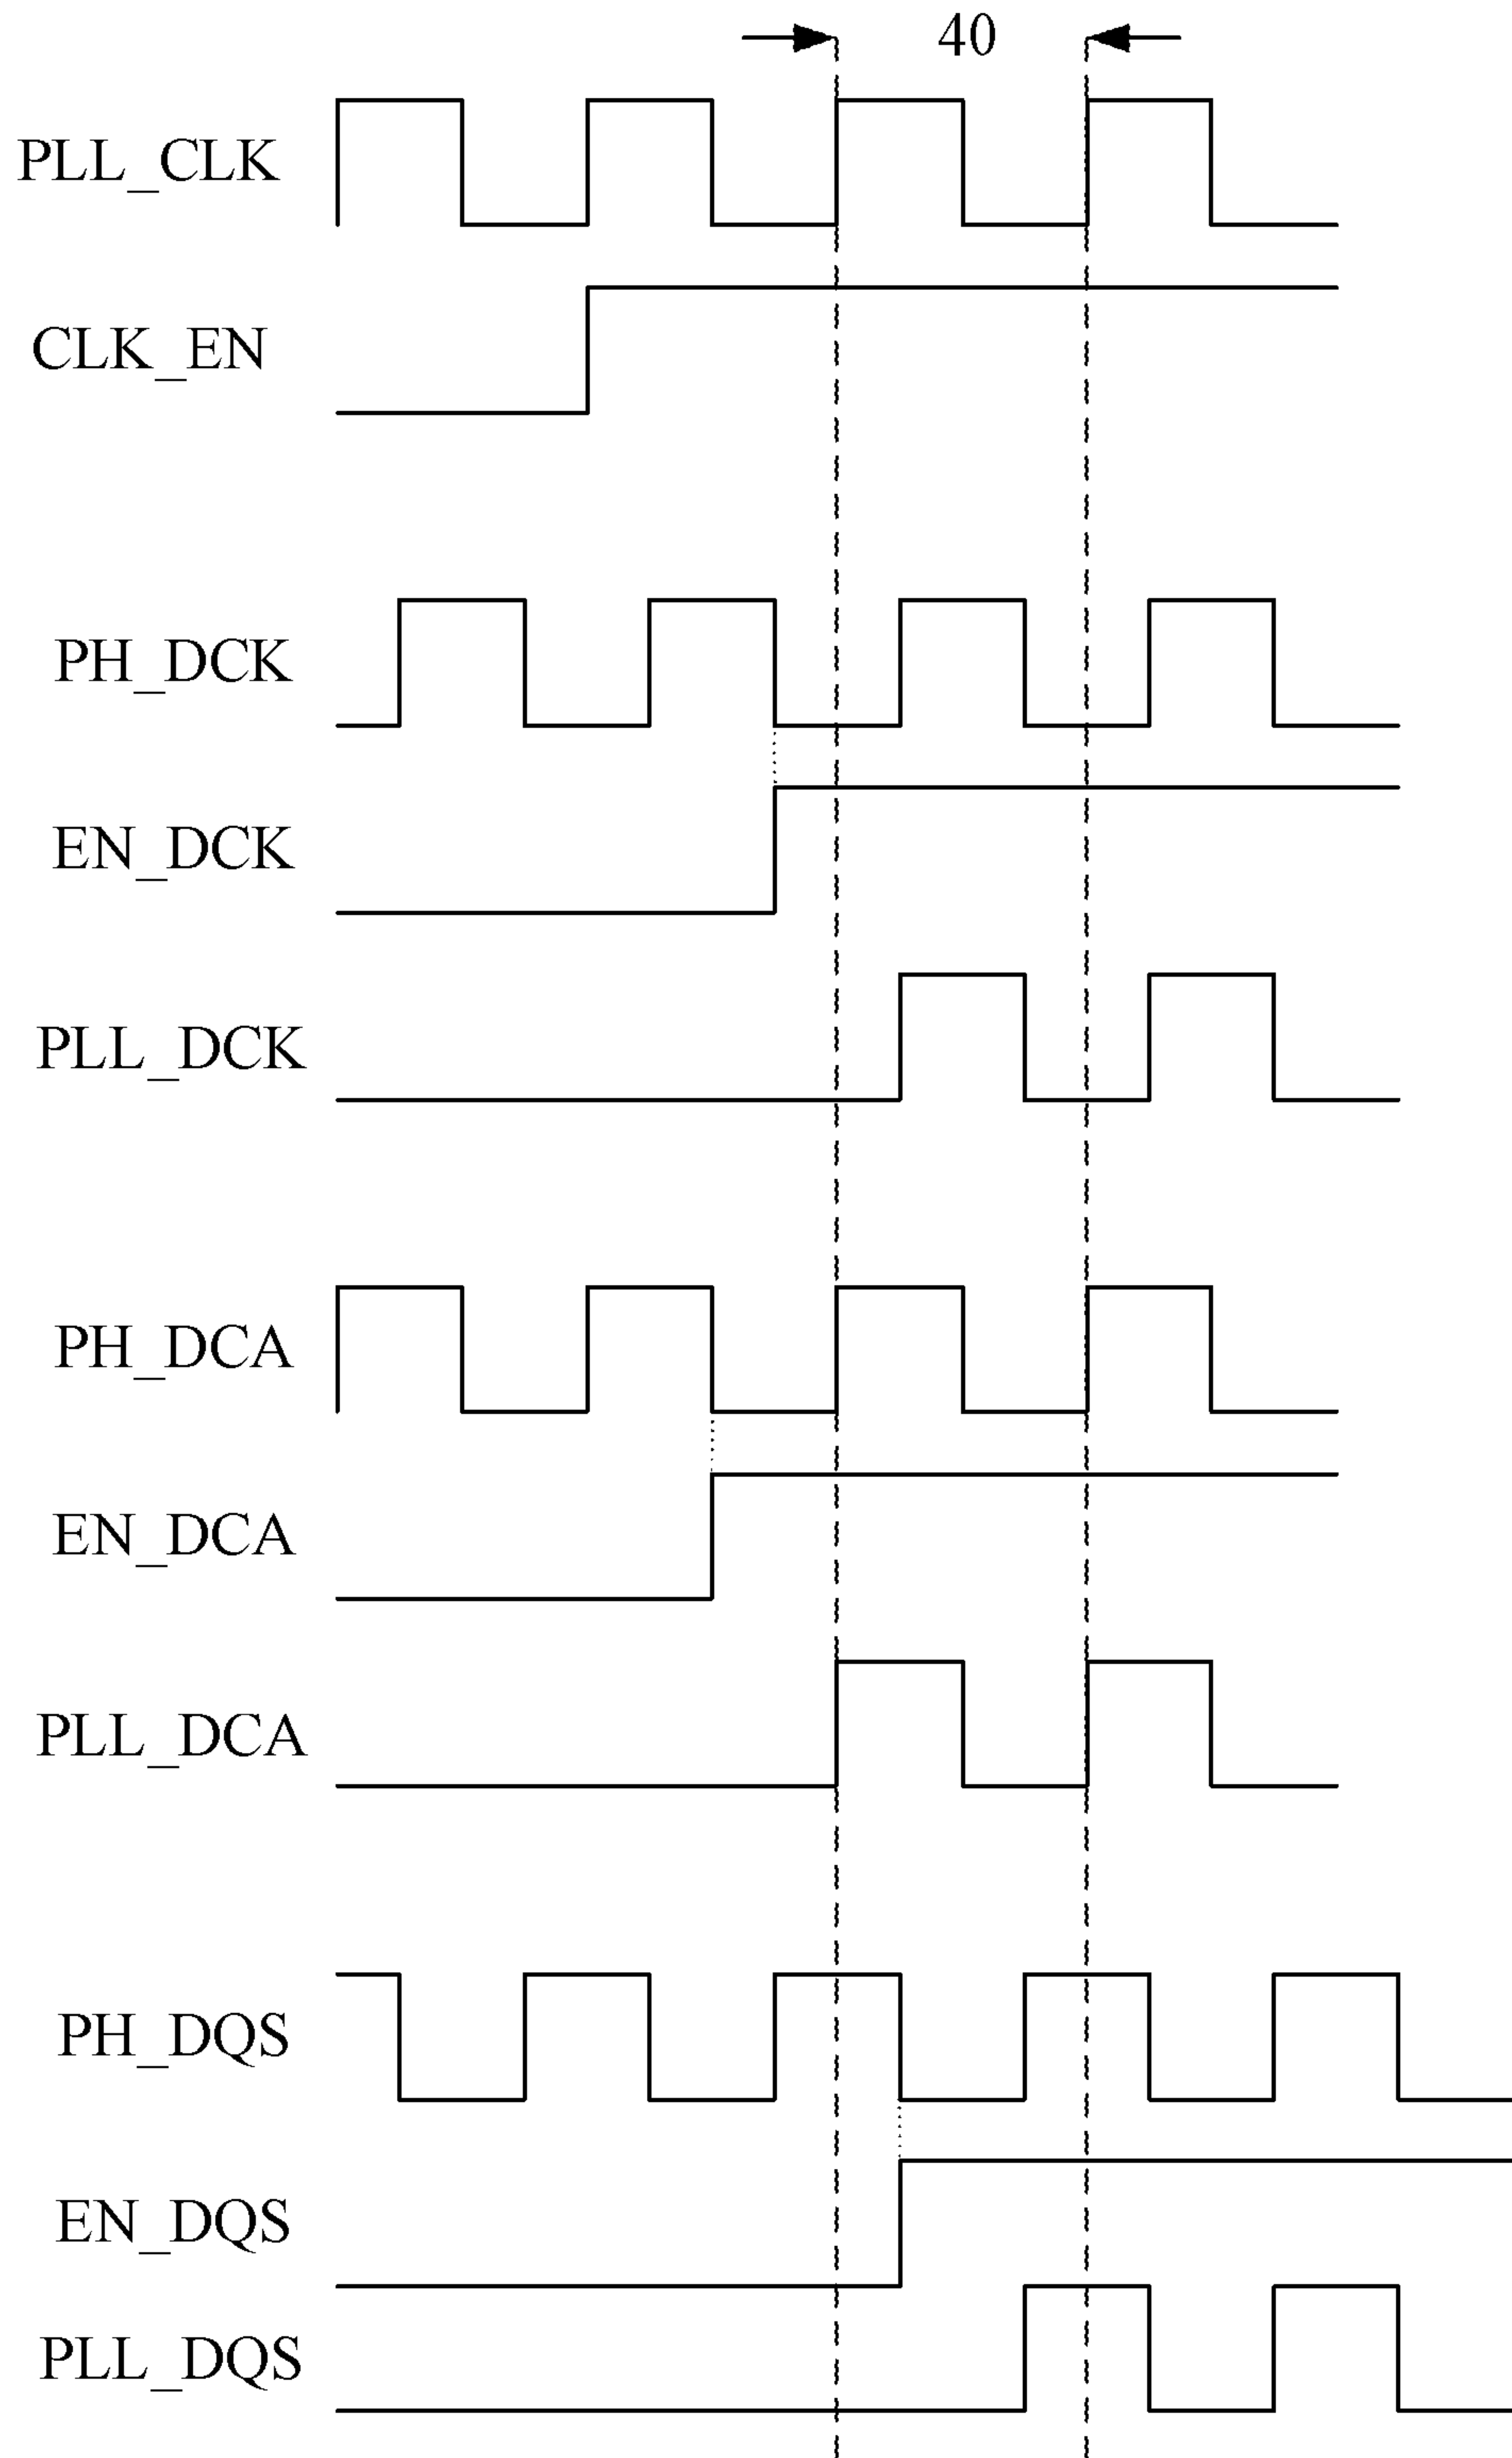 40
PLL_CLK
CLK_EN
PH_DCK
EN_DCK
PLL_DCK
PH_DCA
EN_DCA
PLL_DCA
PH_DQS
EN_DQS
PLL_DQS